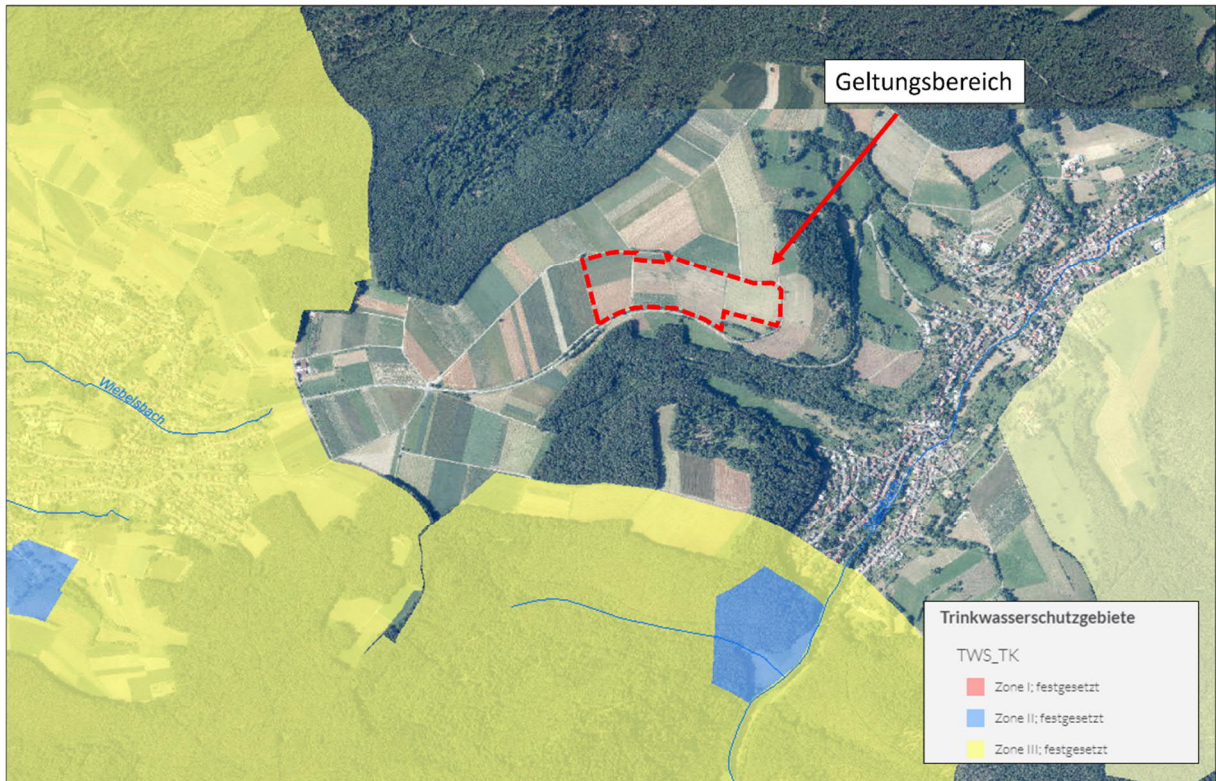 Geltungsbereich
Wiebelsbach
Trinkwasserschutzgebiete
TWS_TK
Zone I; festgesetzt
Zone II; festgesetzt
Zone III; festgesetzt